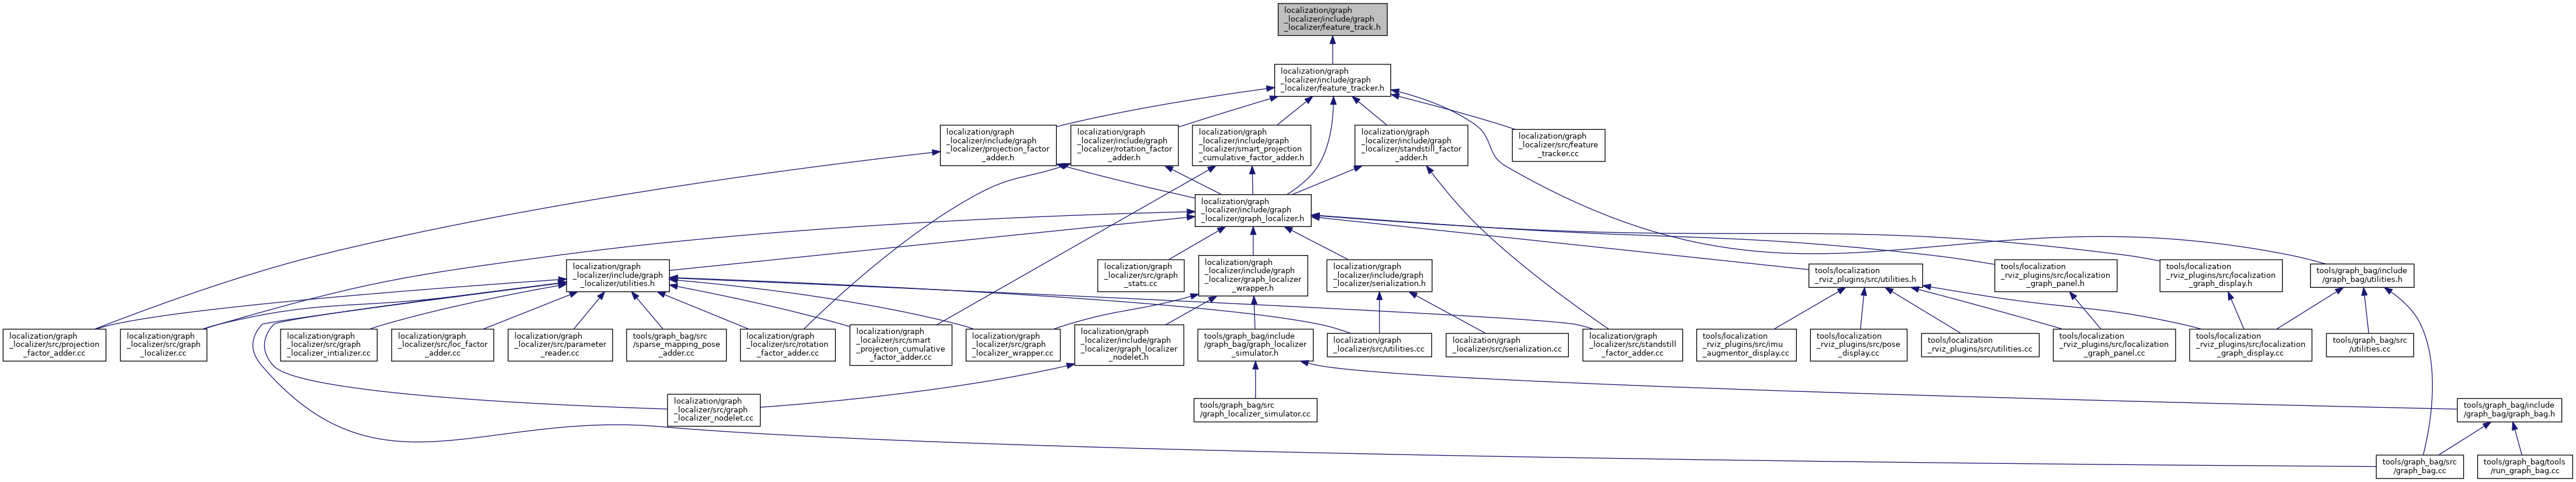 localization/graph
_localizer/include/graph
_localizer/feature_track.h
localization/graph
_localizer/include/graph
_localizer/feature_tracker.h
localization/graph
_localizer/include/graph
_localizer/projection_factor
_adder.h
localization/graph
_localizer/include/graph
_localizer/rotation_factor
_adder.h
localization/graph
_localizer/include/graph
_localizer/smart_projection
_cumulative_factor_adder.h
localization/graph
_localizer/include/graph
_localizer/standstill_factor
_adder.h
localization/graph
_localizer/src/feature
_tracker.cc
localization/graph
_localizer/include/graph
_localizer/graph_localizer.h
localization/graph
_localizer/include/graph
_localizer/utilities.h
localization/graph
_localizer/src/graph
_stats.cc
localization/graph
_localizer/include/graph
_localizer/graph_localizer
_wrapper.h
localization/graph
_localizer/include/graph
_localizer/serialization.h
tools/localization
_rviz_plugins/src/utilities.h
tools/localization
_rviz_plugins/src/localization
_graph_panel.h
tools/localization
_rviz_plugins/src/localization
_graph_display.h
tools/graph_bag/include
/graph_bag/utilities.h
localization/graph
_localizer/src/projection
_factor_adder.cc
localization/graph
_localizer/src/graph
_localizer.cc
localization/graph
_localizer/src/graph
_localizer_intializer.cc
localization/graph
_localizer/src/loc_factor
_adder.cc
localization/graph
_localizer/src/parameter
_reader.cc
tools/graph_bag/src
/sparse_mapping_pose
_adder.cc
localization/graph
_localizer/src/rotation
_factor_adder.cc
localization/graph
_localizer/src/smart
_projection_cumulative
_factor_adder.cc
localization/graph
_localizer/src/graph
_localizer_wrapper.cc
localization/graph
_localizer/include/graph
_localizer/graph_localizer
_nodelet.h
tools/graph_bag/include
/graph_bag/graph_localizer
_simulator.h
localization/graph
_localizer/src/utilities.cc
localization/graph
_localizer/src/serialization.cc
localization/graph
_localizer/src/standstill
_factor_adder.cc
tools/localization
_rviz_plugins/src/imu
_augmentor_display.cc
tools/localization
_rviz_plugins/src/pose
_display.cc
tools/localization
_rviz_plugins/src/utilities.cc
tools/localization
_rviz_plugins/src/localization
_graph_panel.cc
tools/localization
_rviz_plugins/src/localization
_graph_display.cc
tools/graph_bag/src
/utilities.cc
localization/graph
_localizer/src/graph
_localizer_nodelet.cc
tools/graph_bag/src
/graph_localizer_simulator.cc
tools/graph_bag/include
/graph_bag/graph_bag.h
tools/graph_bag/src
/graph_bag.cc
tools/graph_bag/tools
/run_graph_bag.cc